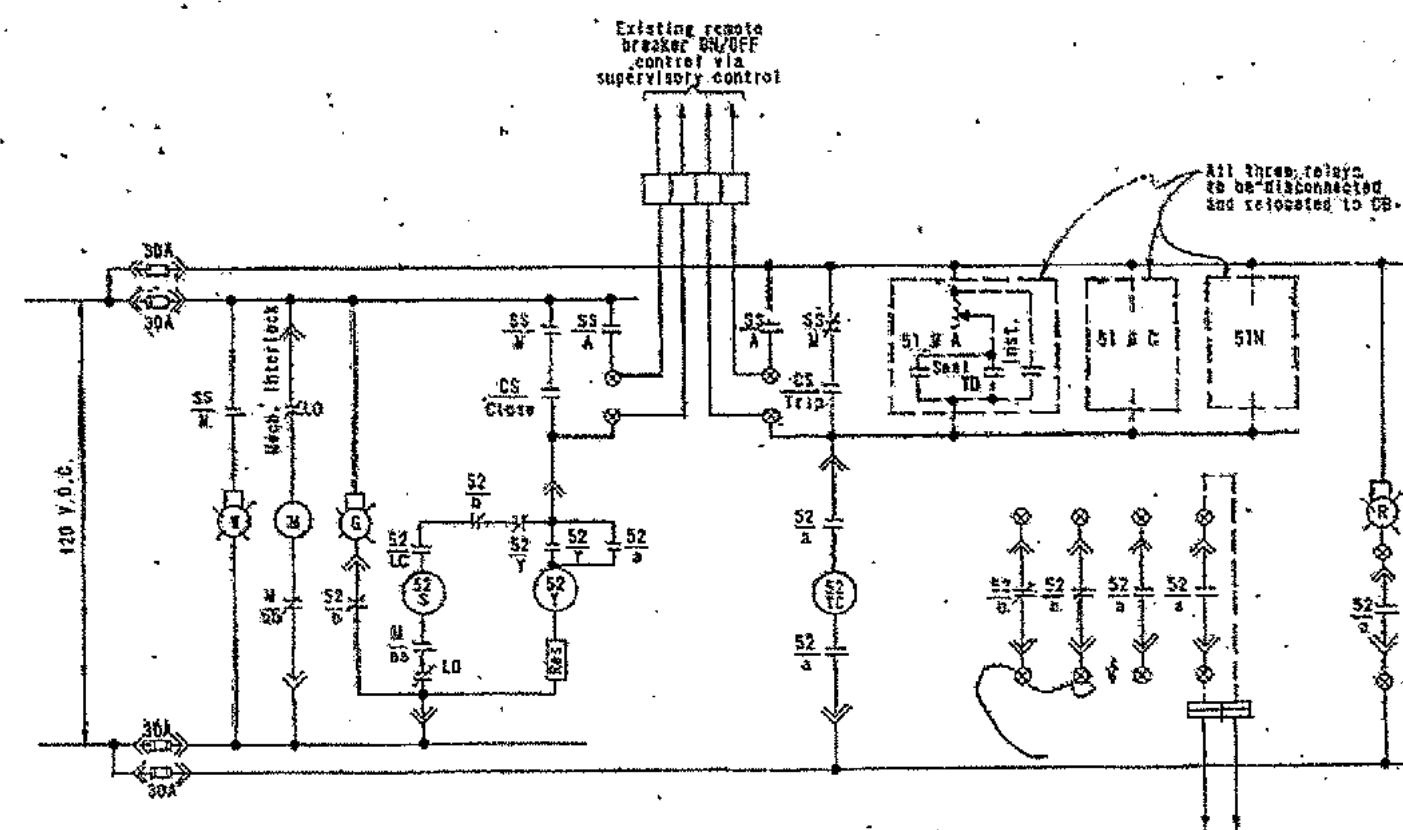 Existing remote
breaker ON/OFF
control via
supervisory control
All three relays
to be disconnected
and relocated to CB-
30A
30A
120 V.D.C.
SS
M
Mech. Interlock
LO
G
SS
M
SS
A
CS
Close
SS
A
SS
M
CS
Trip
51 Ø A
Seal
TD
Inst.
51 Ø C
51N
52
b
52
LC
52
Y
52
Y
52
a
52
S
52
Y
M
bb
52
b
LO
Res
52
a
52
TC
52
a
52
a
52
a
52
a
R
52
a
30A
30A